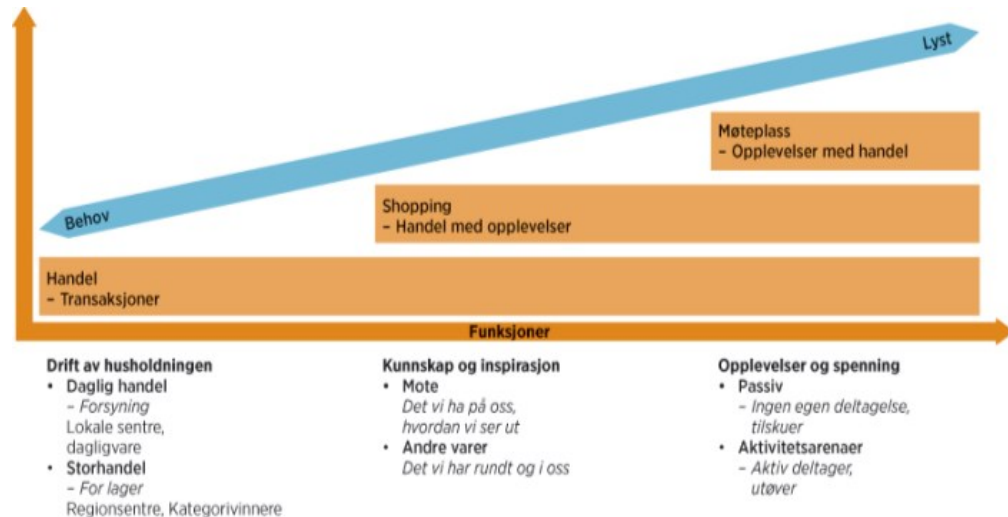 Lyst
Behov
Møteplass
– Opplevelser med handel
Shopping
– Handel med opplevelser
Handel
– Transaksjoner
Funksjoner
Drift av husholdningen
• Daglig handel
– Forsyning
Lokale sentre,
dagligvare
• Storhandel
– For lager
Regionsentre, Kategorivinnere
Kunnskap og inspirasjon
• Mote
Det vi ha på oss,
hvordan vi ser ut
• Andre varer
Det vi har rundt og i oss
Opplevelser og spenning
• Passiv
– Ingen egen deltagelse,
tilskuer
• Aktivitetsarenaer
– Aktiv deltager,
utøver